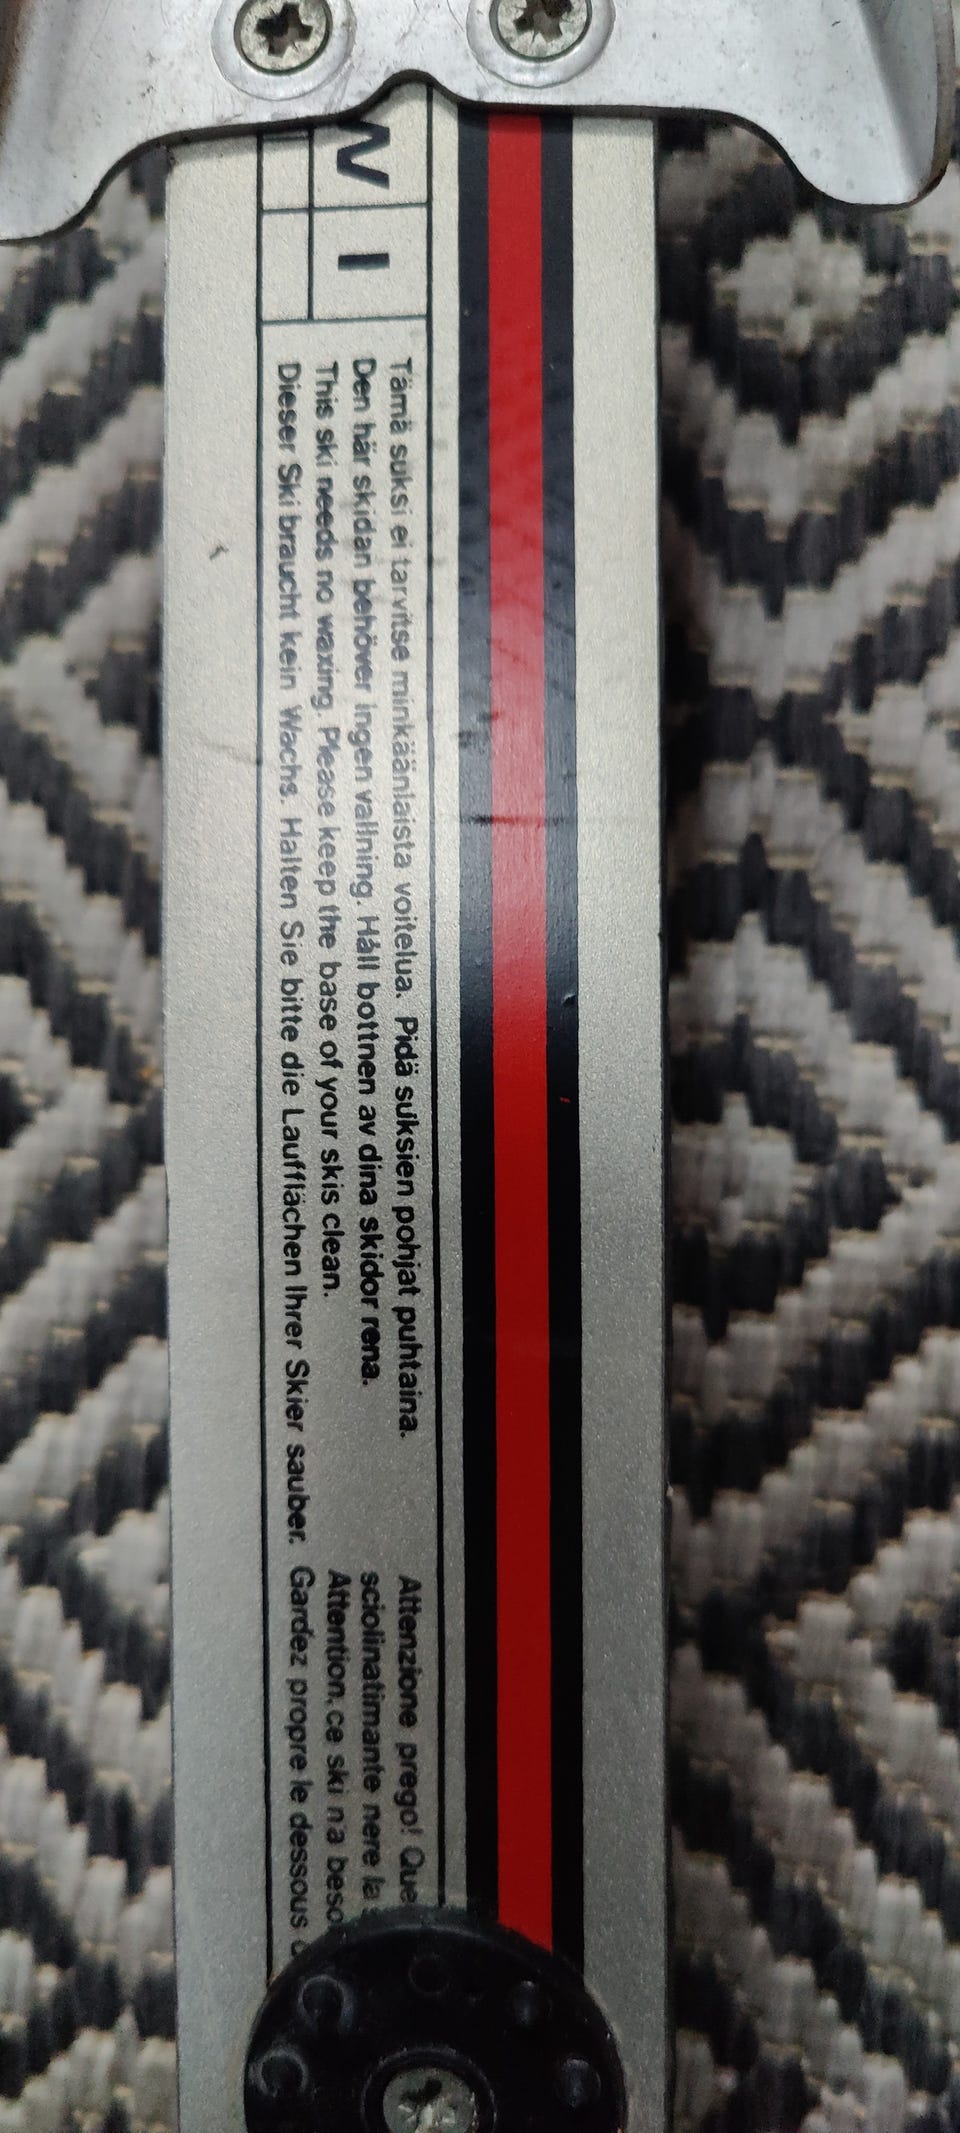 I
Tämä suksi ei tarvitse minkäänlaista voitelua. Pidä suksien pohjat puhtaina.
Den här skidan behöver ingen vallning. Håll bottnen av dina skidor rena.
This ski needs no waxing. Please keep the base of your skis clean.
Dieser Ski braucht kein Wachs. Halten Sie bitte die Laufflächen Ihrer Skier sauber.
Attenzione prego! Que
sciolinatimante nere la
Attention, ce ski n a beso
Gardez propre le dessous